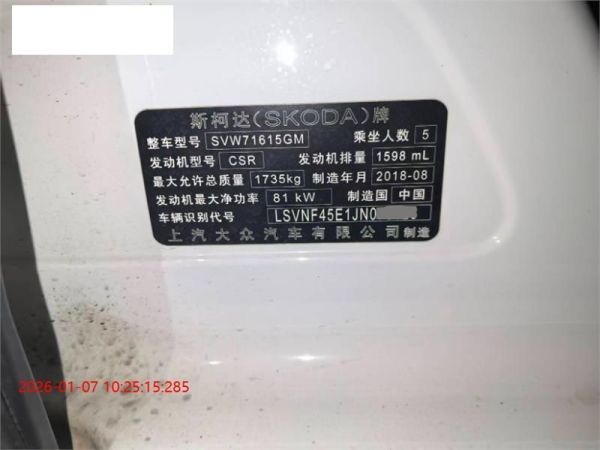 斯柯达(SKODA)牌
整车型号 SVW71615GM 乘坐人数 5
发动机型号 CSR 发动机排量 1598 mL
最大允许总质量 1735kg 制造年月 2018-08
发动机最大净功率 81 kW 制造国 中国
车辆识别代号 LSVNF45E1JN0
上汽大众汽车有限公司制造
2026-01-07 10:25:15:285